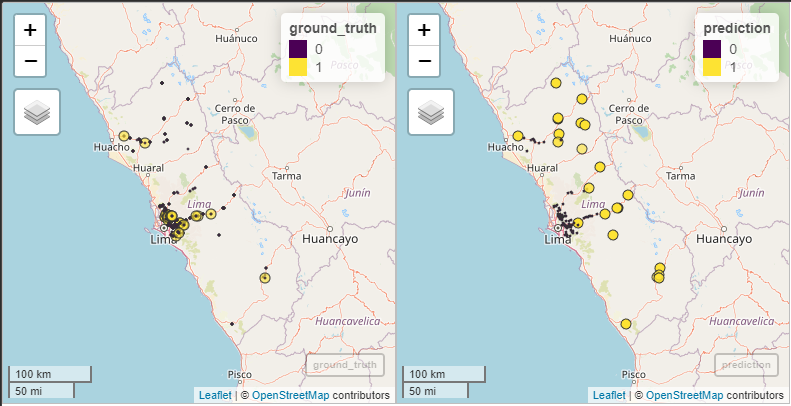 +
−
Huánuco
ground_truth
0
1
Pasco
Cerro de
Pasco
Huacho
Huaral
Tarma
Lima
Junín
Lima
Huancayo
Huancavelica
ground_truth
Pisco
100 km
50 mi
Leaflet | © OpenStreetMap contributors
+
−
Huánuco
prediction
0
1
Pasco
Cerro de
Pasco
Huacho
Huaral
Tarma
Lima
Junín
Lima
Huancayo
Huancavelica
prediction
Pisco
100 km
50 mi
Leaflet | © OpenStreetMap contributors